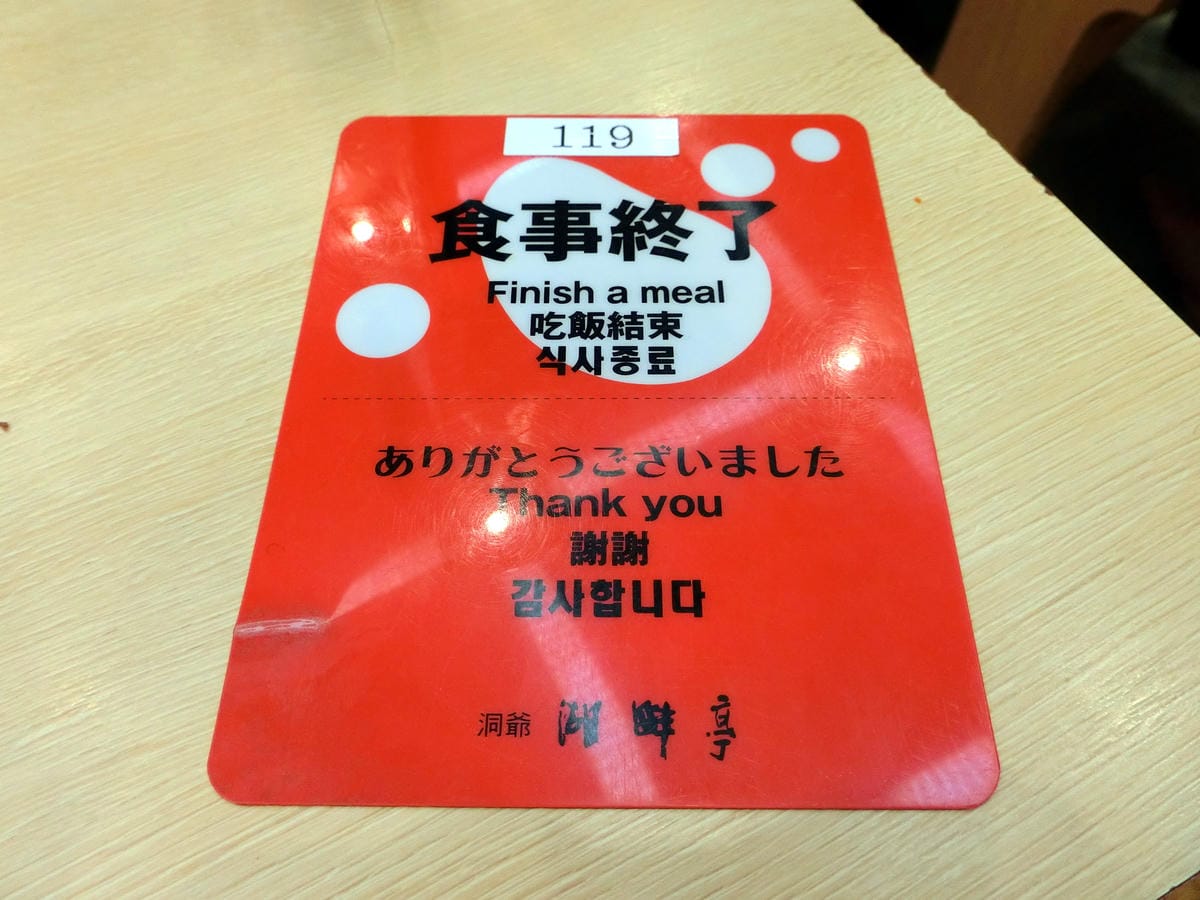 119
食事終了
Finish a meal
吃飯結束
식사종료
ありがとうございました
Thank you
謝謝
감사합니다
洞爺 湖畔亭